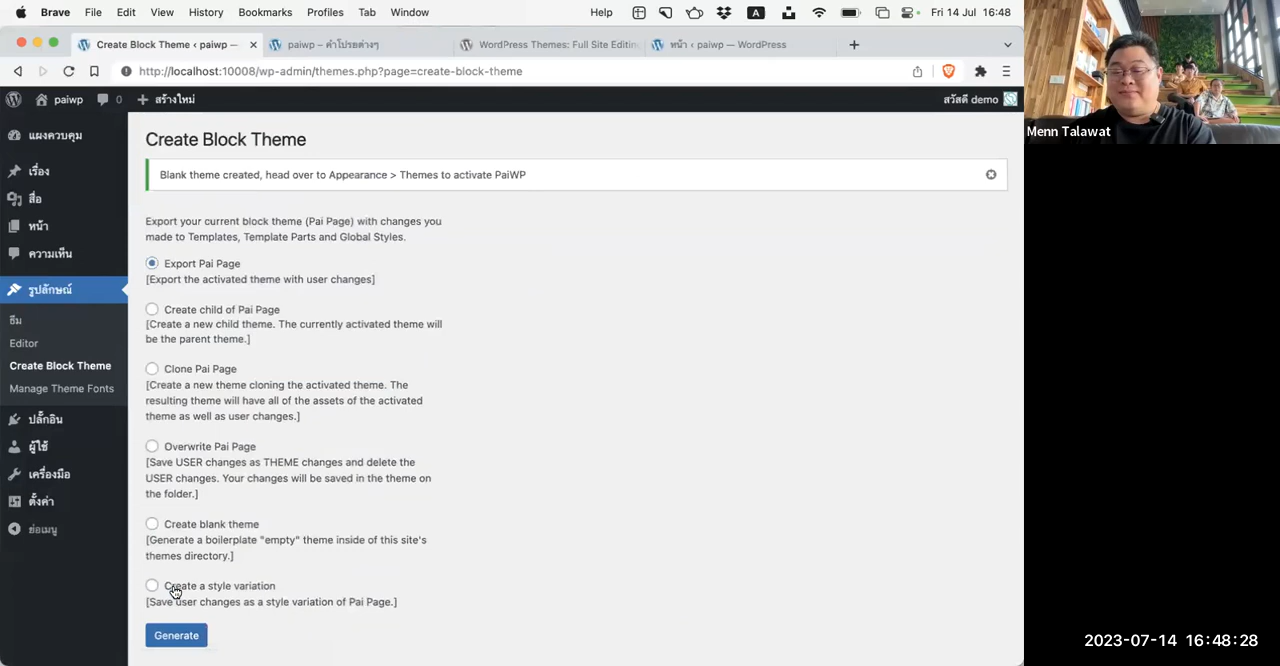 Brave File Edit View History Bookmarks Profiles Tab Window Help A Fri 14 Jul 16:48
Create Block Theme ‹ paiwp —
paiwp – คำโปรยต่างๆ
WordPress Themes: Full Site Editin
หน้า ‹ paiwp — WordPress
http://localhost:10008/wp-admin/themes.php?page=create-block-theme
paiwp 0 สร้างใหม่ สวัสดี demo
แผงควบคุม
เรื่อง
สื่อ
หน้า
ความเห็น
รูปลักษณ์
ธีม
Editor
Create Block Theme
Manage Theme Fonts
ปลั๊กอิน
ผู้ใช้
เครื่องมือ
ตั้งค่า
ย่อเมนู
Create Block Theme
Blank theme created, head over to Appearance > Themes to activate PaiWP
Export your current block theme (Pai Page) with changes you
made to Templates, Template Parts and Global Styles.
Export Pai Page
[Export the activated theme with user changes]
Create child of Pai Page
[Create a new child theme. The currently activated theme will
be the parent theme.]
Clone Pai Page
[Create a new theme cloning the activated theme. The
resulting theme will have all of the assets of the activated
theme as well as user changes.]
Overwrite Pai Page
[Save USER changes as THEME changes and delete the
USER changes. Your changes will be saved in the theme on
the folder.]
Create blank theme
[Generate a boilerplate "empty" theme inside of this site's
themes directory.]
Create a style variation
[Save user changes as a style variation of Pai Page.]
Generate
Menn Talawat
2023-07-14 16:48:28